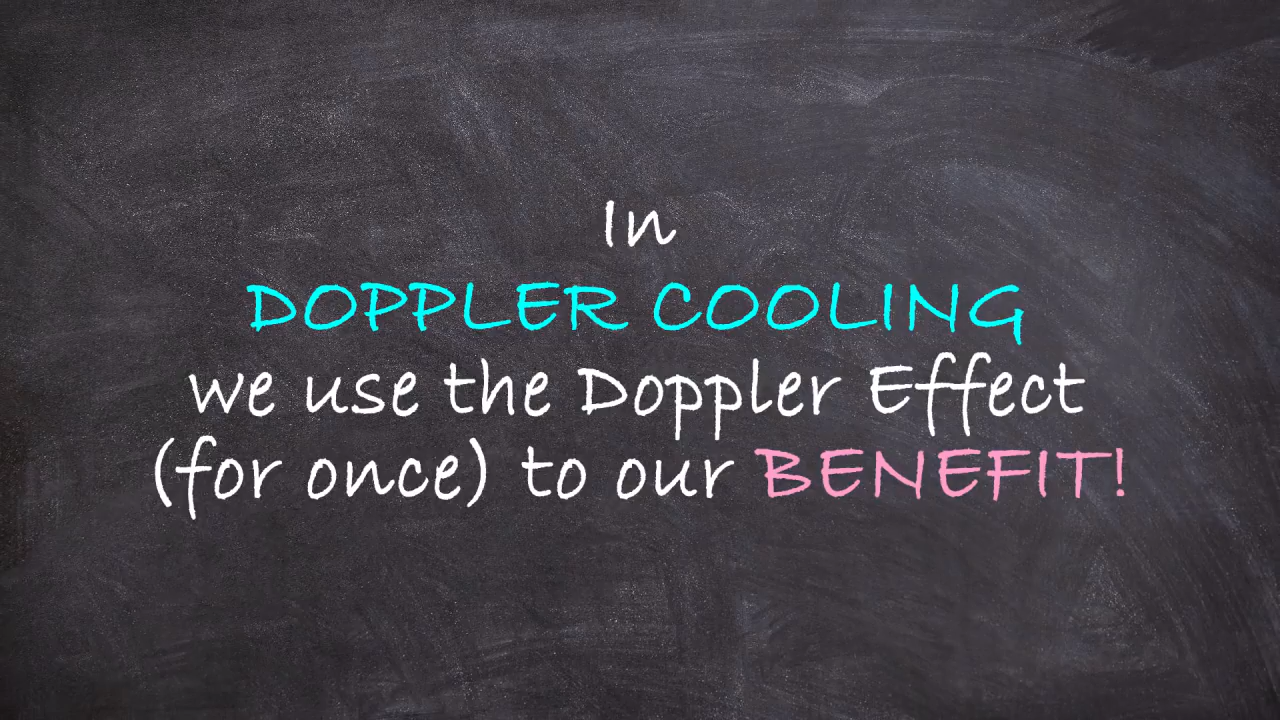 In
DOPPLER COOLING
we use the Doppler Effect
(for once) to our BENEFIT!